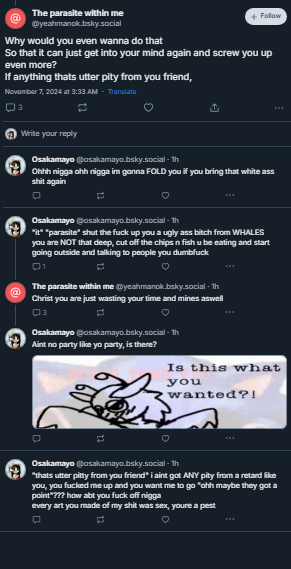 The parasite within me
@yeahmanok.bsky.social
+ Follow
Why would you even wanna do that
So that it can just get into your mind again and screw you up
even more?
If anything thats utter pity from you friend,
November 7, 2024 at 3:33 AM · Translate
3
Write your reply
Osakamayo @osakamayo.bsky.social · 1h
Ohhh nigga ohh nigga im gonna FOLD you if you bring that white ass
shit again
Osakamayo @osakamayo.bsky.social · 1h
"it" "parasite" shut the fuck up you a ugly ass bitch from WHALES
you are NOT that deep, cut off the chips n fish u be eating and start
going outside and talking to people you dumbfuck
1
The parasite within me @yeahmanok.bsky.social · 1h
Christ you are just wasting your time and mines aswell
3
Osakamayo @osakamayo.bsky.social · 1h
Aint no party like yo party, is there?
Is this what
you
wanted?!
Osakamayo @osakamayo.bsky.social · 1h
"thats utter pity from you friend" i aint got ANY pity from a retard like
you, you fucked me up and you want me to go "ohh maybe they got a
point"??? how abt you fuck off nigga
every art you made of my shit was sex, youre a pest